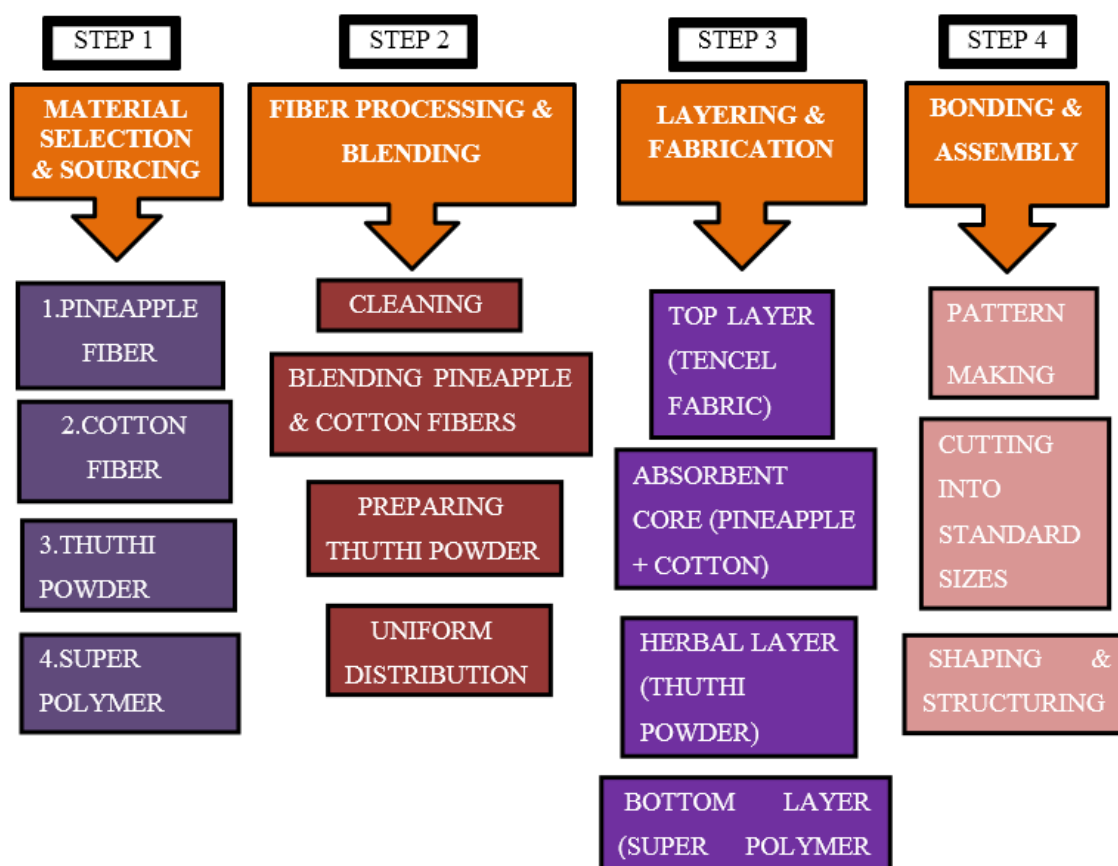 STEP 1
MATERIAL
SELECTION
& SOURCING
1.PINEAPPLE
FIBER
2.COTTON
FIBER
3.THUTHI
POWDER
4.SUPER
POLYMER
STEP 2
FIBER PROCESSING &
BLENDING
CLEANING
BLENDING PINEAPPLE
& COTTON FIBERS
PREPARING
THUTHI POWDER
UNIFORM
DISTRIBUTION
STEP 3
LAYERING &
FABRICATION
TOP LAYER
(TENCEL
FABRIC)
ABSORBENT
CORE (PINEAPPLE
+ COTTON)
HERBAL LAYER
(THUTHI
POWDER)
BOTTOM LAYER
(SUPER POLYMER
STEP 4
BONDING &
ASSEMBLY
PATTERN
MAKING
CUTTING
INTO
STANDARD
SIZES
SHAPING &
STRUCTURING